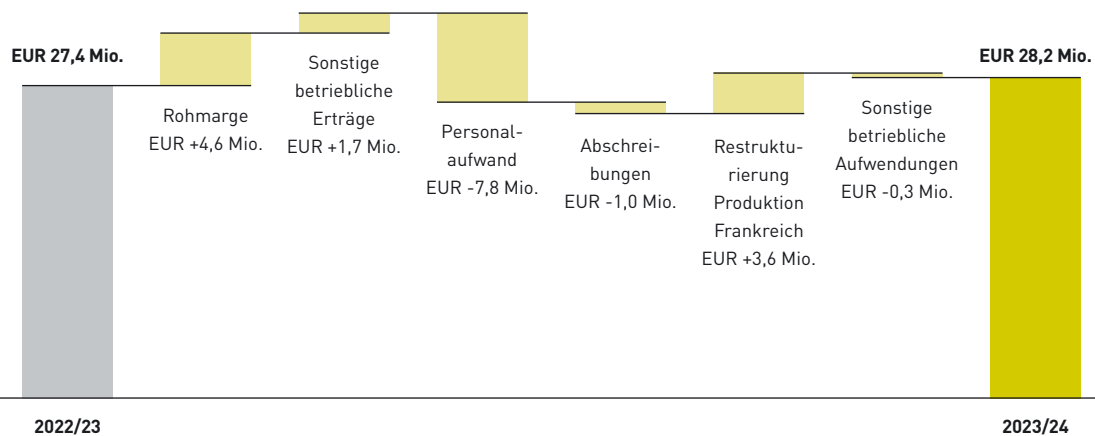 EUR 27,4 Mio.
Rohmarge
EUR +4,6 Mio.
Sonstige
betriebliche
Erträge
EUR +1,7 Mio.
Personal-
aufwand
EUR -7,8 Mio.
Abschrei-
bungen
EUR -1,0 Mio.
Restruktu-
rierung
Produktion
Frankreich
EUR +3,6 Mio.
Sonstige
betriebliche
Aufwendungen
EUR -0,3 Mio.
EUR 28,2 Mio.
2022/23
2023/24